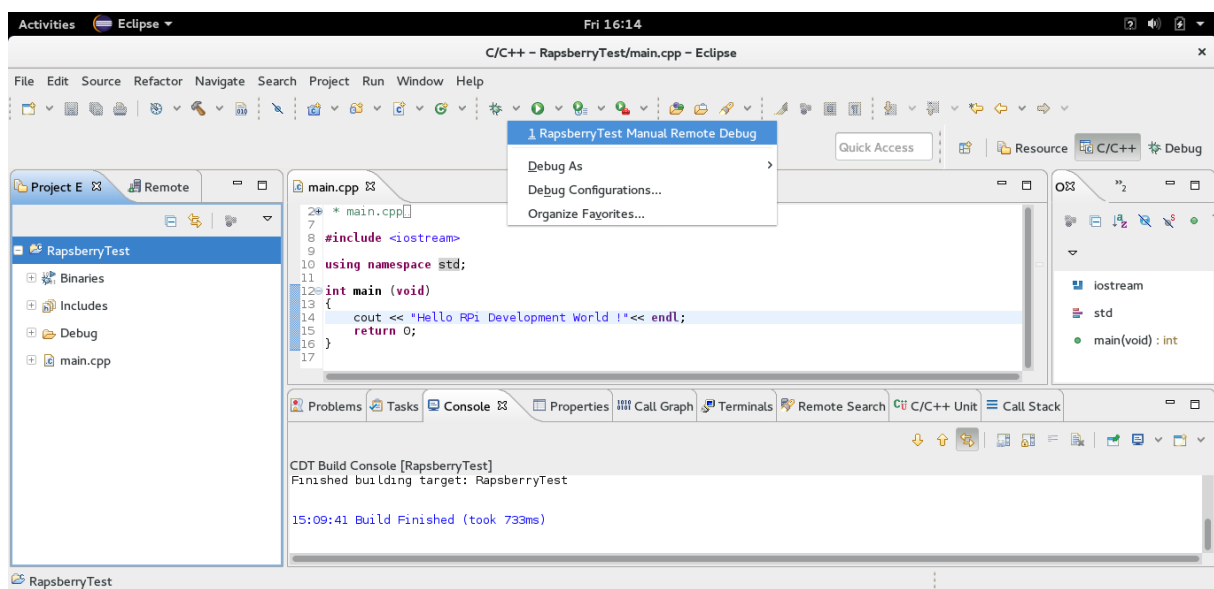 Activities Eclipse Fri 16:14
C/C++ – RapsberryTest/main.cpp – Eclipse
File Edit Source Refactor Navigate Search Project Run Window Help
1 RapsberryTest Manual Remote Debug
Debug As
Debug Configurations...
Organize Favorites...
Quick Access Resource C/C++ Debug
Project E Remote
RapsberryTest
Binaries
Includes
Debug
main.cpp
main.cpp
2 * main.cpp
7
8 #include <iostream>
9
10 using namespace std;
11
12 int main (void)
13 {
14 cout << "Hello RPi Development World !"<< endl;
15 return 0;
16 }
17
O »2
iostream
std
main(void) : int
Problems Tasks Console Properties Call Graph Terminals Remote Search C/C++ Unit Call Stack
CDT Build Console [RapsberryTest]
Finished building target: RapsberryTest
15:09:41 Build Finished (took 733ms)
RapsberryTest